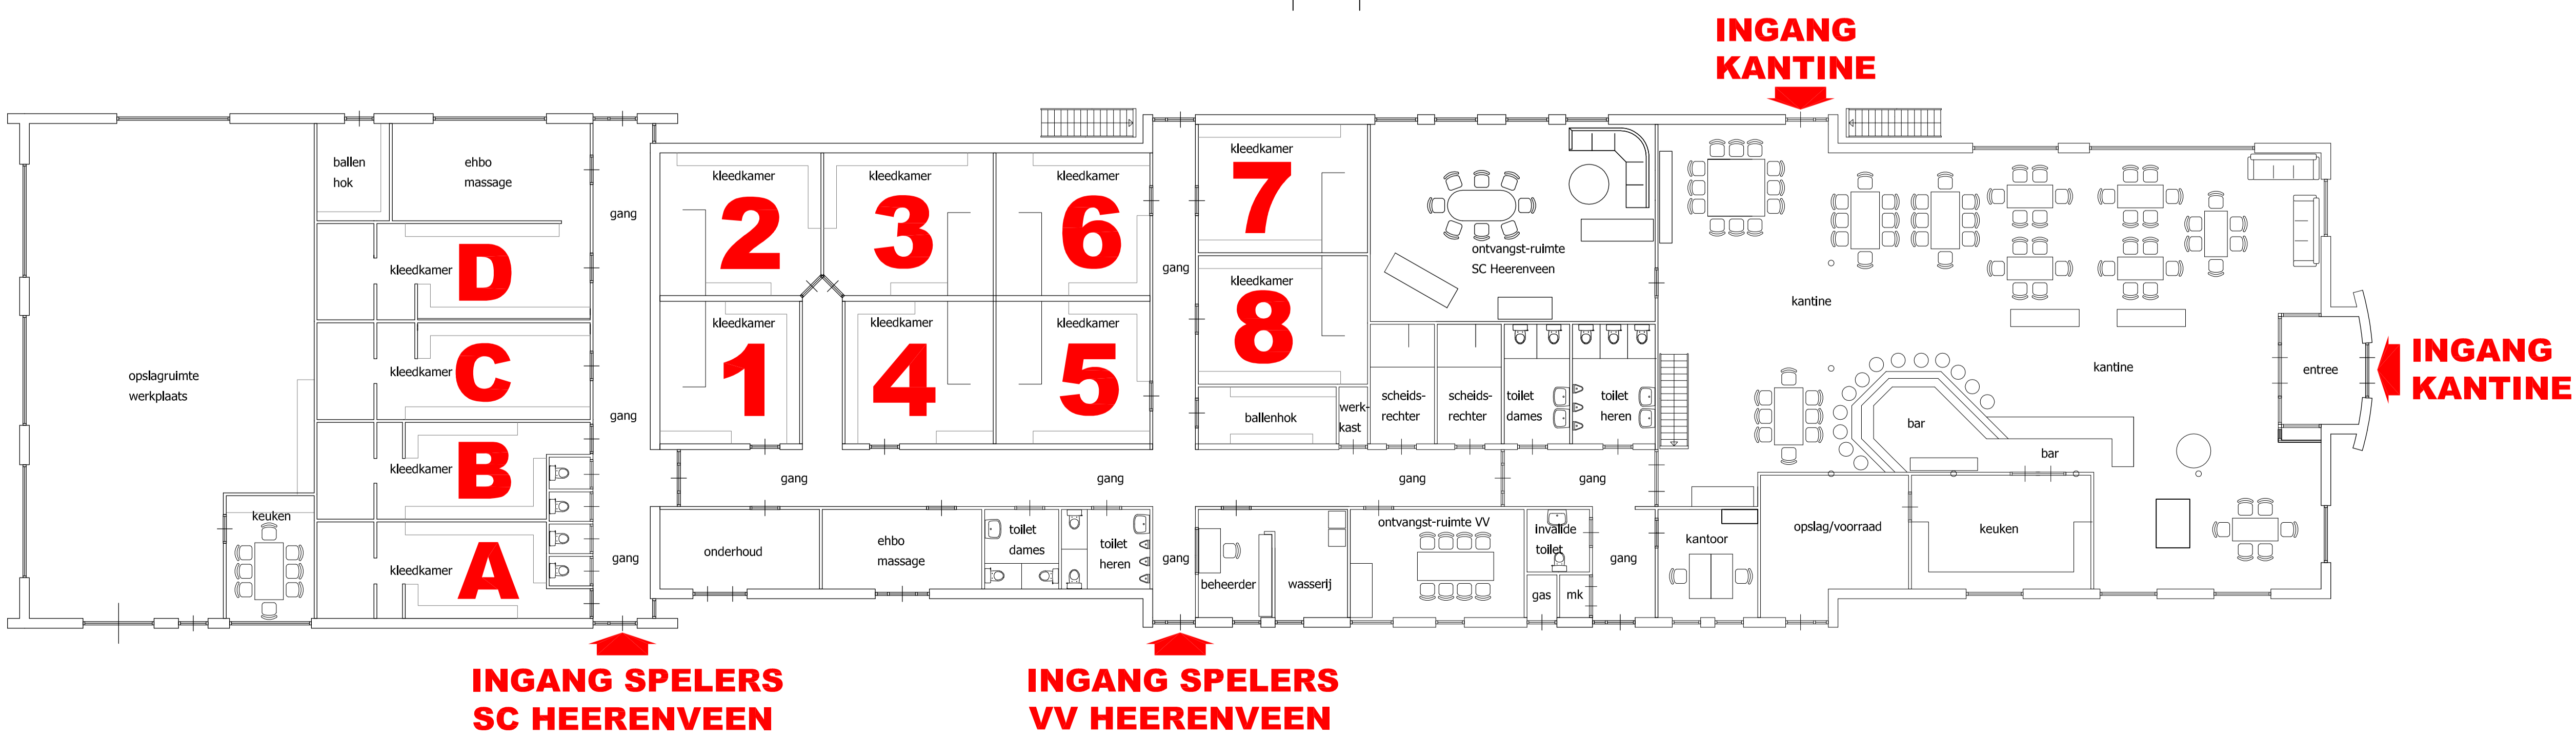 INGANG
KANTINE
ballen
hok
ehbo
massage
gang
kleedkamer
D
kleedkamer
C
opslagruimte
werkplaats
kleedkamer
B
keuken
kleedkamer
A
gang
gang
kleedkamer
2
kleedkamer
3
kleedkamer
6
kleedkamer
1
kleedkamer
4
kleedkamer
5
gang
kleedkamer
7
kleedkamer
8
ballenhok
werk-
kast
ontvangst-ruimte
SC Heerenveen
scheids-
rechter
scheids-
rechter
toilet
dames
toilet
heren
gang
gang
gang
gang
onderhoud
ehbo
massage
toilet
dames
toilet
heren
gang
beheerder
wasserij
ontvangst-ruimte VV
invalide
toilet
gas
mk
gang
kantoor
kantine
kantine
bar
bar
opslag/voorraad
keuken
entree
INGANG
KANTINE
INGANG SPELERS
SC HEERENVEEN
INGANG SPELERS
VV HEERENVEEN